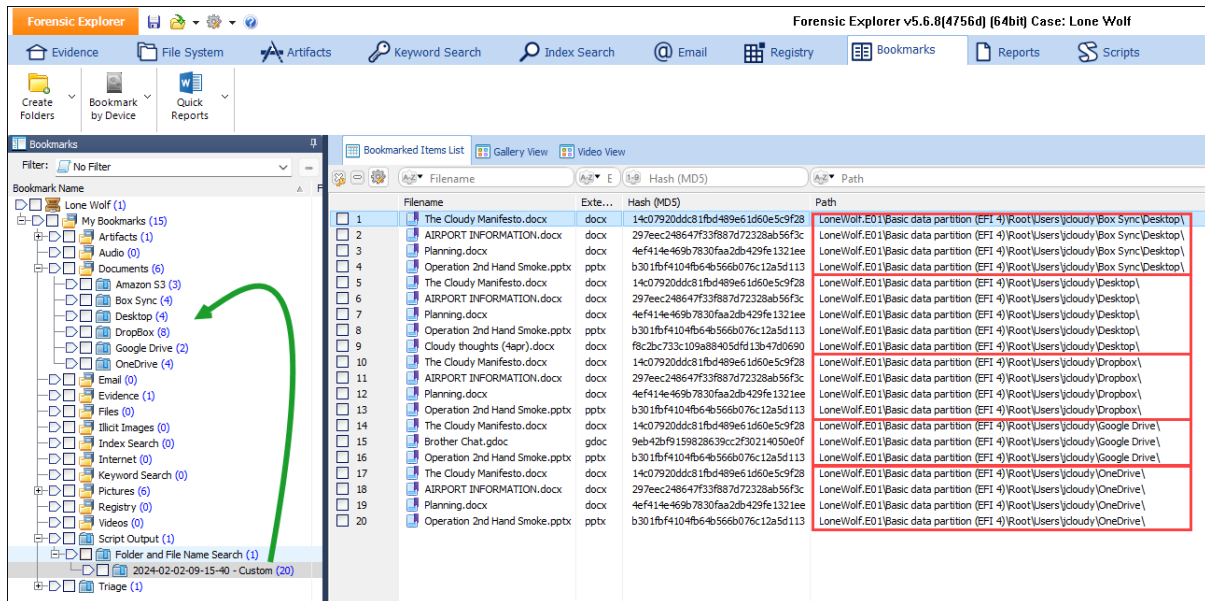 Forensic Explorer
Forensic Explorer v5.6.8(4756d) (64bit) Case: Lone Wolf
Evidence File System Artifacts Keyword Search Index Search Email Registry Bookmarks Reports Scripts
Create Folders Bookmark by Device Quick Reports
Bookmarks
Bookmarked Items List Gallery View Video View
Filter: No Filter
Filename E Hash (MD5) Path
Bookmark Name F
Filename Exte... Hash (MD5) Path
Lone Wolf (1)
My Bookmarks (15)
Artifacts (1)
Audio (0)
Documents (6)
Amazon S3 (3)
Box Sync (4)
Desktop (4)
DropBox (8)
Google Drive (2)
OneDrive (4)
Email (0)
Evidence (1)
Files (0)
Illicit Images (0)
Index Search (0)
Internet (0)
Keyword Search (0)
Pictures (6)
Registry (0)
Videos (0)
Script Output (1)
Folder and File Name Search (1)
2024-02-02-09-15-40 - Custom (20)
Triage (1)
1 The Cloudy Manifesto.docx docx 14c07920ddc81fbd489e61d60e5c9f28 LoneWolf.E01\Basic data partition (EFI 4)\Root\Users\jcloudy\Box Sync\Desktop\
2 AIRPORT INFORMATION.docx docx 297eec248647f33f887d72328ab56f3c LoneWolf.E01\Basic data partition (EFI 4)\Root\Users\jcloudy\Box Sync\Desktop\
3 Planning.docx docx 4ef414e469b7830faa2db429fe1321ee LoneWolf.E01\Basic data partition (EFI 4)\Root\Users\jcloudy\Box Sync\Desktop\
4 Operation 2nd Hand Smoke.pptx pptx b301fbf4104fb64b566b076c12a5d113 LoneWolf.E01\Basic data partition (EFI 4)\Root\Users\jcloudy\Box Sync\Desktop\
5 The Cloudy Manifesto.docx docx 14c07920ddc81fbd489e61d60e5c9f28 LoneWolf.E01\Basic data partition (EFI 4)\Root\Users\jcloudy\Desktop\
6 AIRPORT INFORMATION.docx docx 297eec248647f33f887d72328ab56f3c LoneWolf.E01\Basic data partition (EFI 4)\Root\Users\jcloudy\Desktop\
7 Planning.docx docx 4ef414e469b7830faa2db429fe1321ee LoneWolf.E01\Basic data partition (EFI 4)\Root\Users\jcloudy\Desktop\
8 Operation 2nd Hand Smoke.pptx pptx b301fbf4104fb64b566b076c12a5d113 LoneWolf.E01\Basic data partition (EFI 4)\Root\Users\jcloudy\Desktop\
9 Cloudy thoughts (4apr).docx docx f8c2bc733c109a88405dfd13b47d0690 LoneWolf.E01\Basic data partition (EFI 4)\Root\Users\jcloudy\Desktop\
10 The Cloudy Manifesto.docx docx 14c07920ddc81fbd489e61d60e5c9f28 LoneWolf.E01\Basic data partition (EFI 4)\Root\Users\jcloudy\Dropbox\
11 AIRPORT INFORMATION.docx docx 297eec248647f33f887d72328ab56f3c LoneWolf.E01\Basic data partition (EFI 4)\Root\Users\jcloudy\Dropbox\
12 Planning.docx docx 4ef414e469b7830faa2db429fe1321ee LoneWolf.E01\Basic data partition (EFI 4)\Root\Users\jcloudy\Dropbox\
13 Operation 2nd Hand Smoke.pptx pptx b301fbf4104fb64b566b076c12a5d113 LoneWolf.E01\Basic data partition (EFI 4)\Root\Users\jcloudy\Dropbox\
14 The Cloudy Manifesto.docx docx 14c07920ddc81fbd489e61d60e5c9f28 LoneWolf.E01\Basic data partition (EFI 4)\Root\Users\jcloudy\Google Drive\
15 Brother Chat.gdoc gdoc 9eb42bf9159828639cc2f30214050e0f LoneWolf.E01\Basic data partition (EFI 4)\Root\Users\jcloudy\Google Drive\
16 Operation 2nd Hand Smoke.pptx pptx b301fbf4104fb64b566b076c12a5d113 LoneWolf.E01\Basic data partition (EFI 4)\Root\Users\jcloudy\Google Drive\
17 The Cloudy Manifesto.docx docx 14c07920ddc81fbd489e61d60e5c9f28 LoneWolf.E01\Basic data partition (EFI 4)\Root\Users\jcloudy\OneDrive\
18 AIRPORT INFORMATION.docx docx 297eec248647f33f887d72328ab56f3c LoneWolf.E01\Basic data partition (EFI 4)\Root\Users\jcloudy\OneDrive\
19 Planning.docx docx 4ef414e469b7830faa2db429fe1321ee LoneWolf.E01\Basic data partition (EFI 4)\Root\Users\jcloudy\OneDrive\
20 Operation 2nd Hand Smoke.pptx pptx b301fbf4104fb64b566b076c12a5d113 LoneWolf.E01\Basic data partition (EFI 4)\Root\Users\jcloudy\OneDrive\